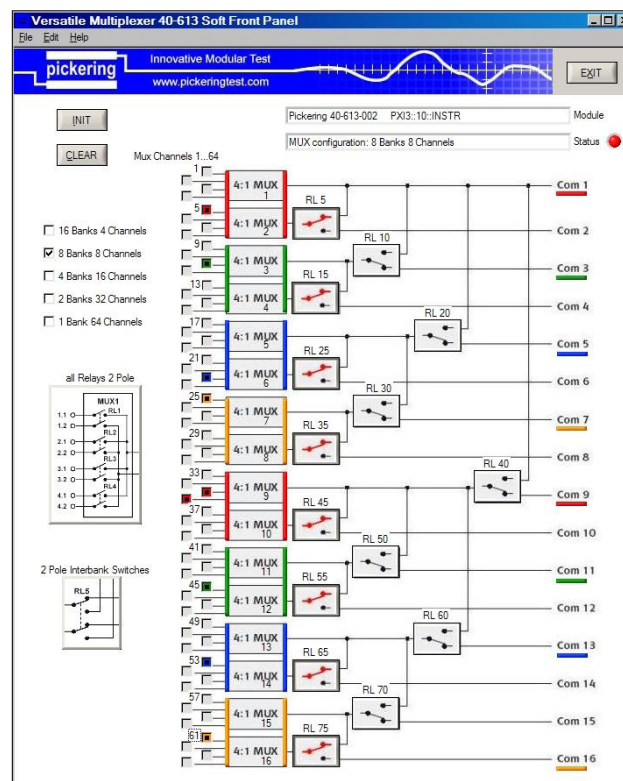 Versatile Multiplexer 40-613 Soft Front Panel
File Edit Help
pickering
Innovative Modular Test
www.pickeringtest.com
EXIT
INIT
Pickering 40-613-002 PXI3::10::INSTR Module
CLEAR
MUX configuration: 8 Banks 8 Channels Status
Mux Channels 1...64
1 4:1 MUX 1 Com 1
RL 5
5 4:1 MUX 2 Com 2
16 Banks 4 Channels
RL 10
9 4:1 MUX 3 Com 3
8 Banks 8 Channels
RL 15
13 4:1 MUX 4 Com 4
4 Banks 16 Channels
2 Banks 32 Channels
RL 20
17 4:1 MUX 5 Com 5
1 Bank 64 Channels
RL 25
21 4:1 MUX 6 Com 6
all Relays 2 Pole
RL 30
25 4:1 MUX 7 Com 7
MUX1
RL1
1.1
1.2
RL2
2.1
2.2
RL3
3.1
3.2
RL4
4.1
4.2
RL 35
29 4:1 MUX 8 Com 8
RL 40
33 4:1 MUX 9 Com 9
RL 45
37 4:1 MUX 10 Com 10
RL 50
41 4:1 MUX 11 Com 11
RL 55
45 4:1 MUX 12 Com 12
2 Pole Interbank Switches
RL5
RL 60
49 4:1 MUX 13 Com 13
RL 65
53 4:1 MUX 14 Com 14
RL 70
57 4:1 MUX 15 Com 15
RL 75
61 4:1 MUX 16 Com 16